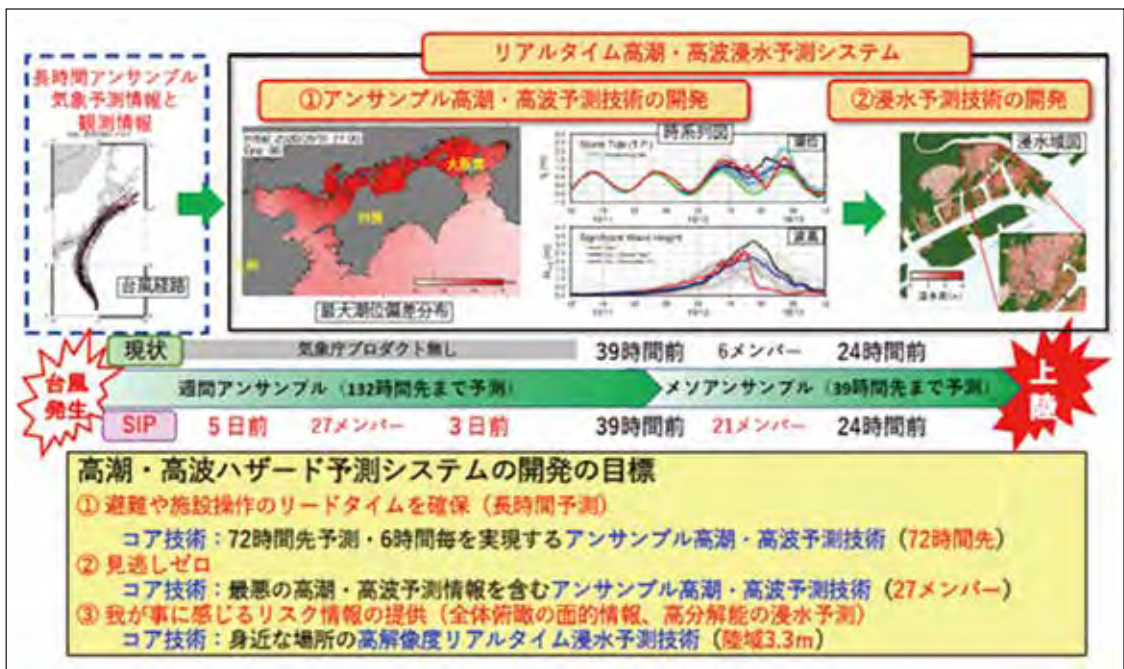 リアルタイム高潮・高波浸水予測システム
長時間アンサンブル
気象予測情報と
観測情報
①アンサンブル高潮・高波予測技術の開発
②浸水予測技術の開発
時系列図
潮位
浸水域図
大阪湾
Storm Tide (T.P.)
Significant Wave Height
波高
台風経路
最大潮位偏差分布
浸水深(m)
台風
発生
現状
気象庁プロダクト無し
39時間前
6メンバー
24時間前
週間アンサンブル（132時間先まで予測）
メソアンサンブル（39時間先まで予測）
上陸
SIP
5日前
27メンバー
3日前
39時間前
21メンバー
24時間前
高潮・高波ハザード予測システムの開発の目標
① 避難や施設操作のリードタイムを確保（長時間予測）
コア技術：72時間先予測・6時間毎を実現するアンサンブル高潮・高波予測技術（72時間先）
② 見逃しゼロ
コア技術：最悪の高潮・高波予測情報を含むアンサンブル高潮・高波予測技術（27メンバー）
③ 我が事に感じるリスク情報の提供（全体俯瞰の面的情報、高分解能の浸水予測）
コア技術：身近な場所の高解像度リアルタイム浸水予測技術（陸域3.3m）